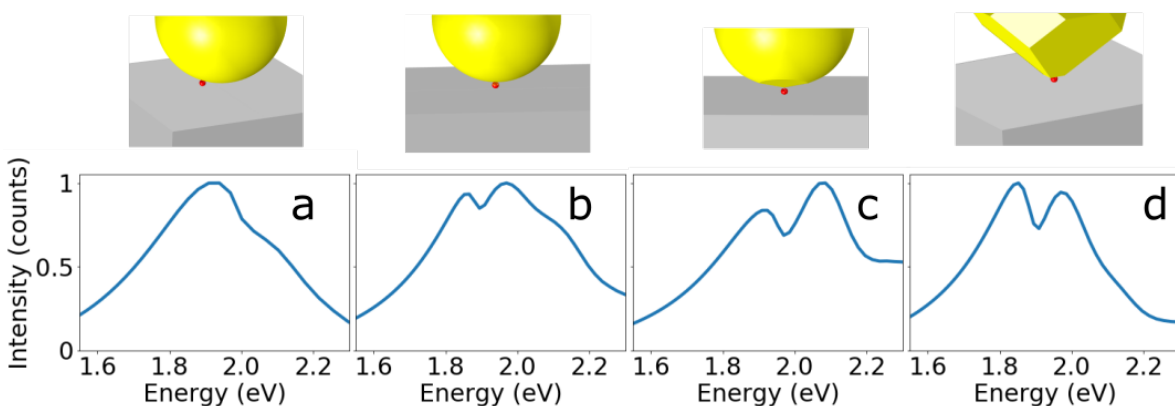 a b c d
Intensity (counts)
1
0.5
0
1.6 1.8 2.0 2.2 1.6 1.8 2.0 2.2 1.6 1.8 2.0 2.2 1.6 1.8 2.0 2.2
Energy (eV) Energy (eV) Energy (eV) Energy (eV)